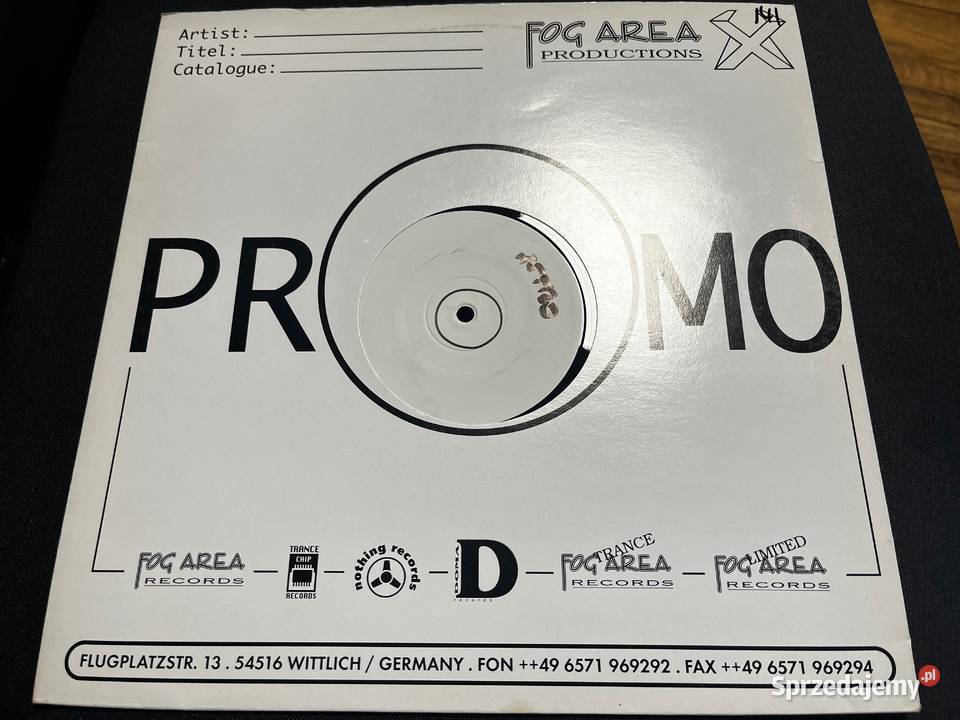 Artist:
Titel:
Catalogue:
FOG AREA
PRODUCTIONS
PROMO
FOG AREA
RECORDS
TRANCE
CHIP
RECORDS
nothing records
DOMA
D
records
FOG AREA
TRANCE
RECORDS
FOG AREA
LIMITED
RECORDS
FLUGPLATZSTR. 13 . 54516 WITTLICH / GERMANY . FON ++49 6571 969292 . FAX ++49 6571 969294
Sprzedajemy.pl